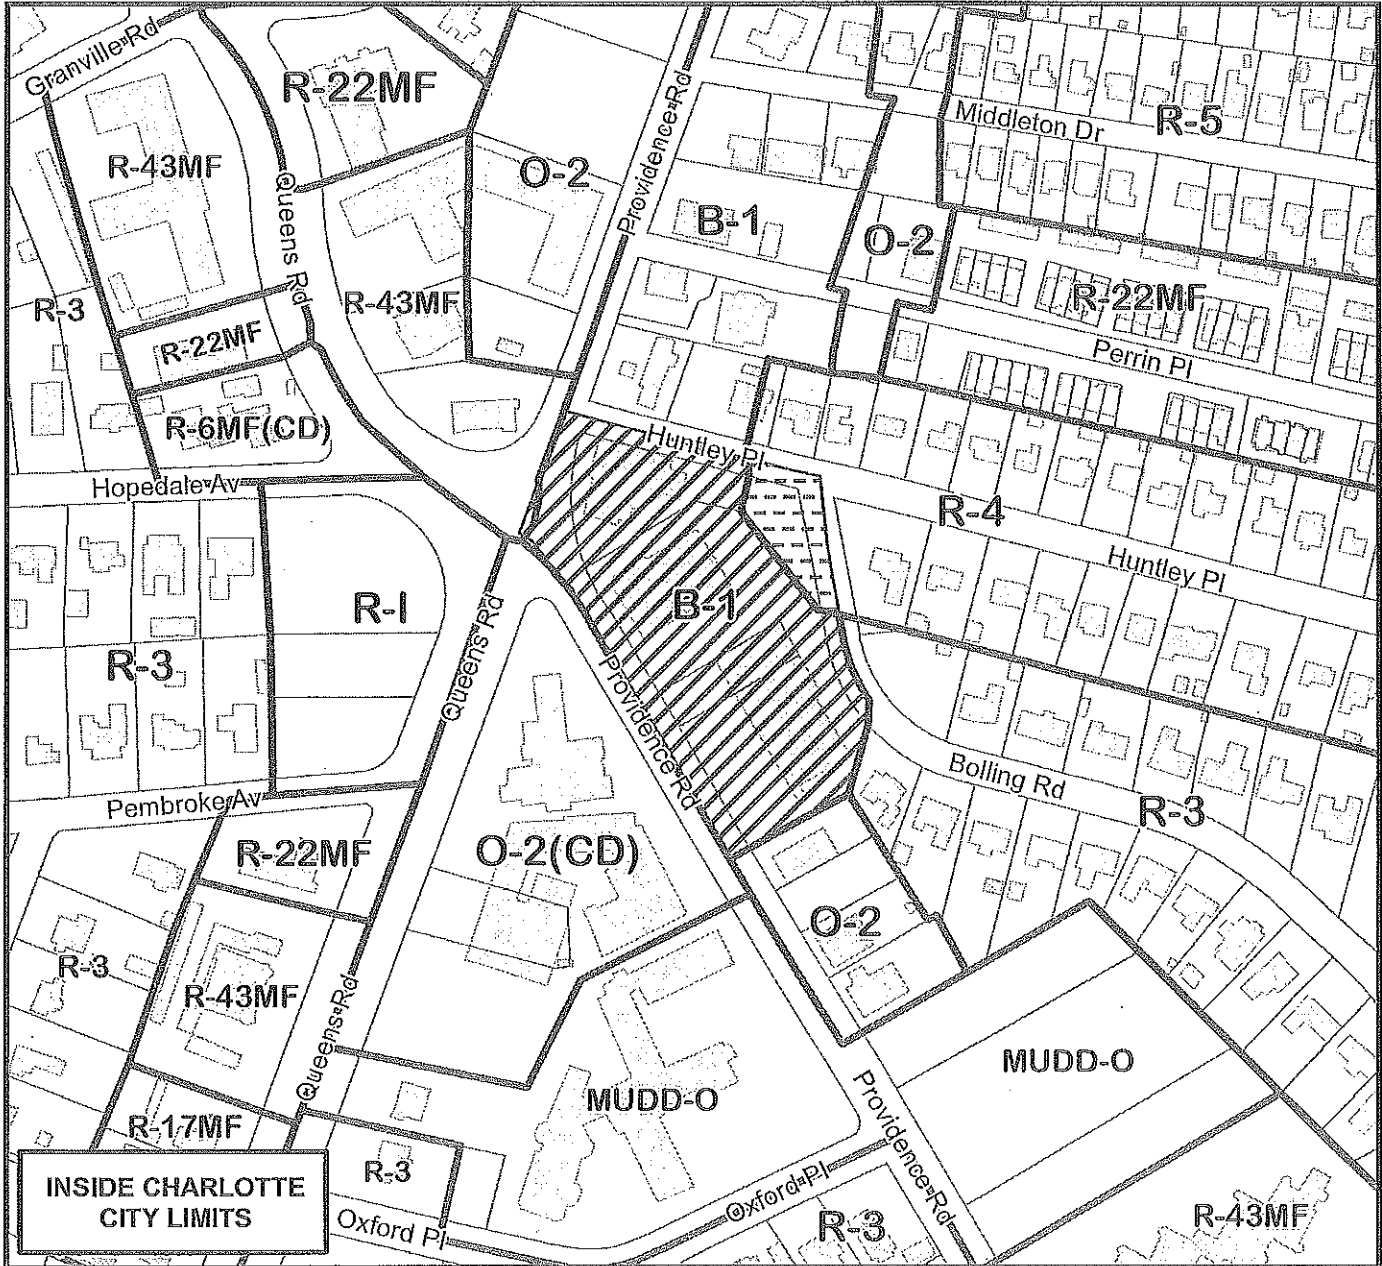 Granville Rd
R-22MF
R-43MF
Queens Rd
O-2
Providence Rd
Middleton Dr
R-5
B-1
O-2
R-3
R-43MF
R-22MF
R-22MF
Perrin Pl
R-6MF(CD)
Huntley Pl
Hopedale Av
R-4
Huntley Pl
R-I
B-1
R-3
Queens Rd
Providence Rd
Bolling Rd
Pembroke Av
R-3
R-22MF
O-2(CD)
O-2
R-3
R-43MF
Queens Rd
MUDD-O
MUDD-O
Providence Rd
R-17MF
R-3
Oxford Pl
Oxford Pl
R-3
R-43MF
INSIDE CHARLOTTE
CITY LIMITS